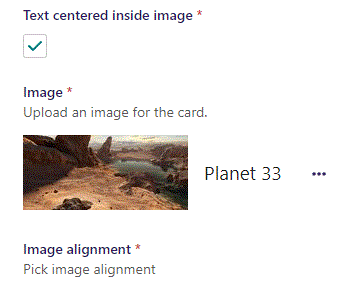 Text centered inside image *
Image *
Upload an image for the card.
Planet 33
Image alignment *
Pick image alignment